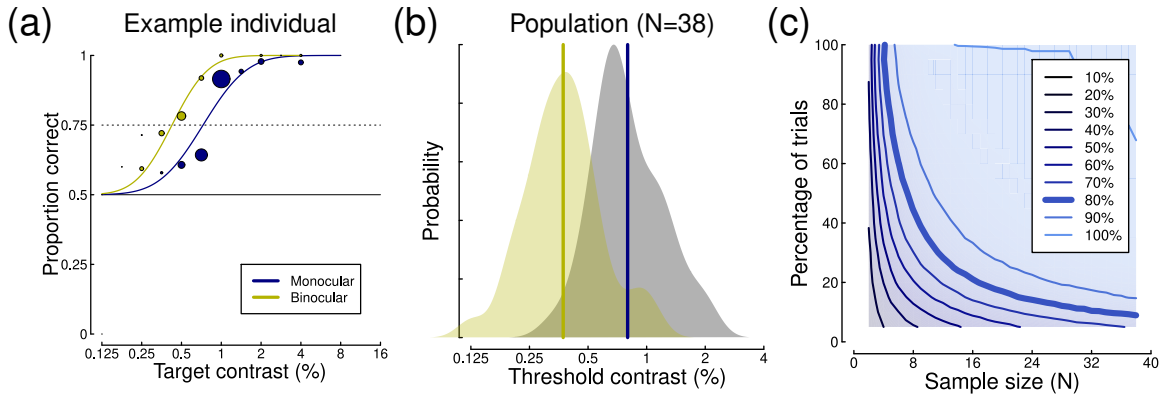 (a)
Example individual
Proportion correct
1
0.75
0.5
0.25
0
Monocular
Binocular
0.125 0.25 0.5 1 2 4 8 16
Target contrast (%)
(b)
Population (N=38)
Probability
0.125 0.25 0.5 1 2 4
Threshold contrast (%)
(c)
Percentage of trials
100
80
60
40
20
0
10%
20%
30%
40%
50%
60%
70%
80%
90%
100%
0 8 16 24 32 40
Sample size (N)